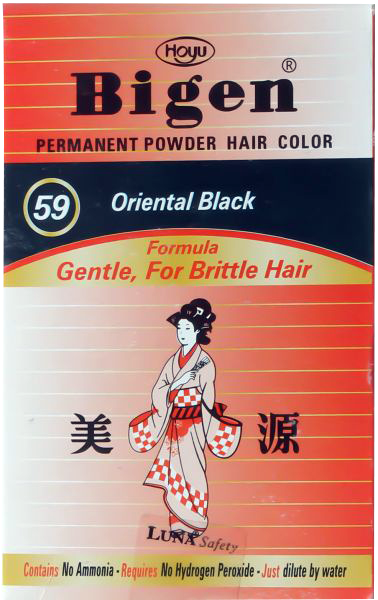 Hoyu
Bigen®
PERMANENT POWDER HAIR COLOR
59 Oriental Black
Formula
Gentle, For Brittle Hair
美 源
LUNA Safety
Contains No Ammonia - Requires No Hydrogen Peroxide - Just dilute by water